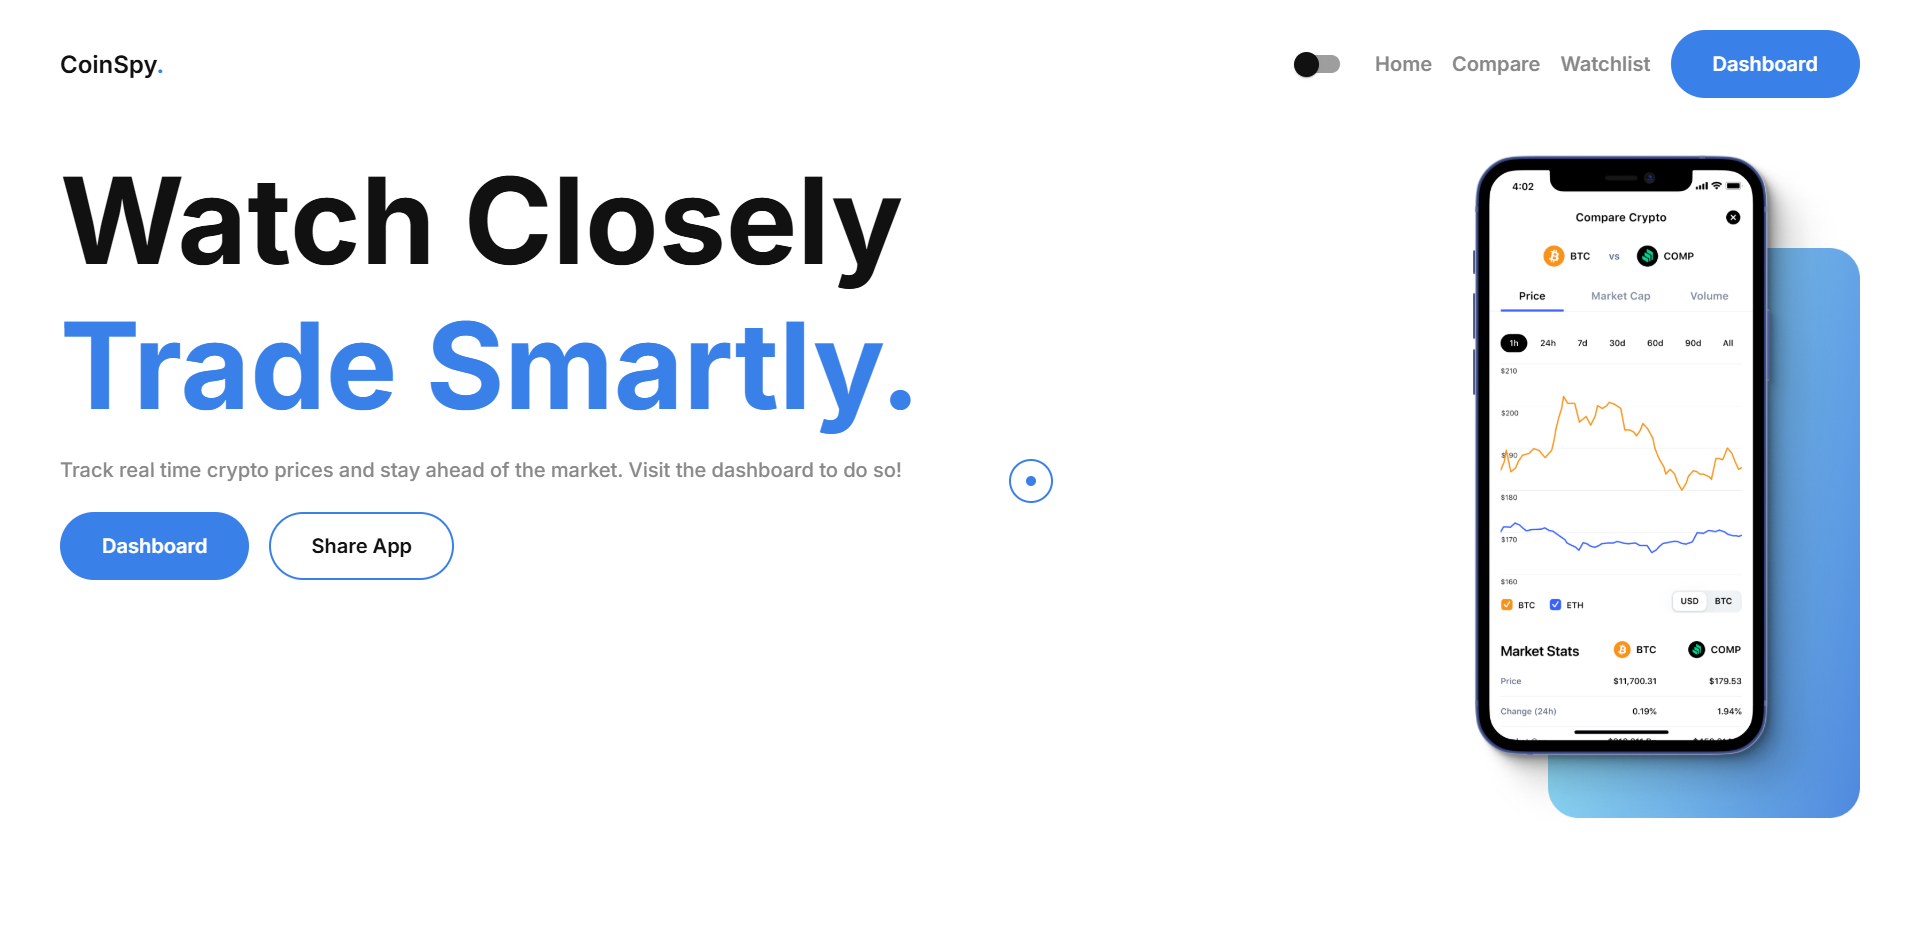 CoinSpy.
Home Compare Watchlist Dashboard
Watch Closely
Trade Smartly.
Track real time crypto prices and stay ahead of the market. Visit the dashboard to do so!
Dashboard Share App
4:02
Compare Crypto
BTC vs COMP
Price Market Cap Volume
1h 24h 7d 30d 60d 90d All
$210
$200
$190
$180
$170
$160
BTC ETH USD BTC
Market Stats BTC COMP
Price $11,700.31 $179.53
Change (24h) 0.19% 1.94%